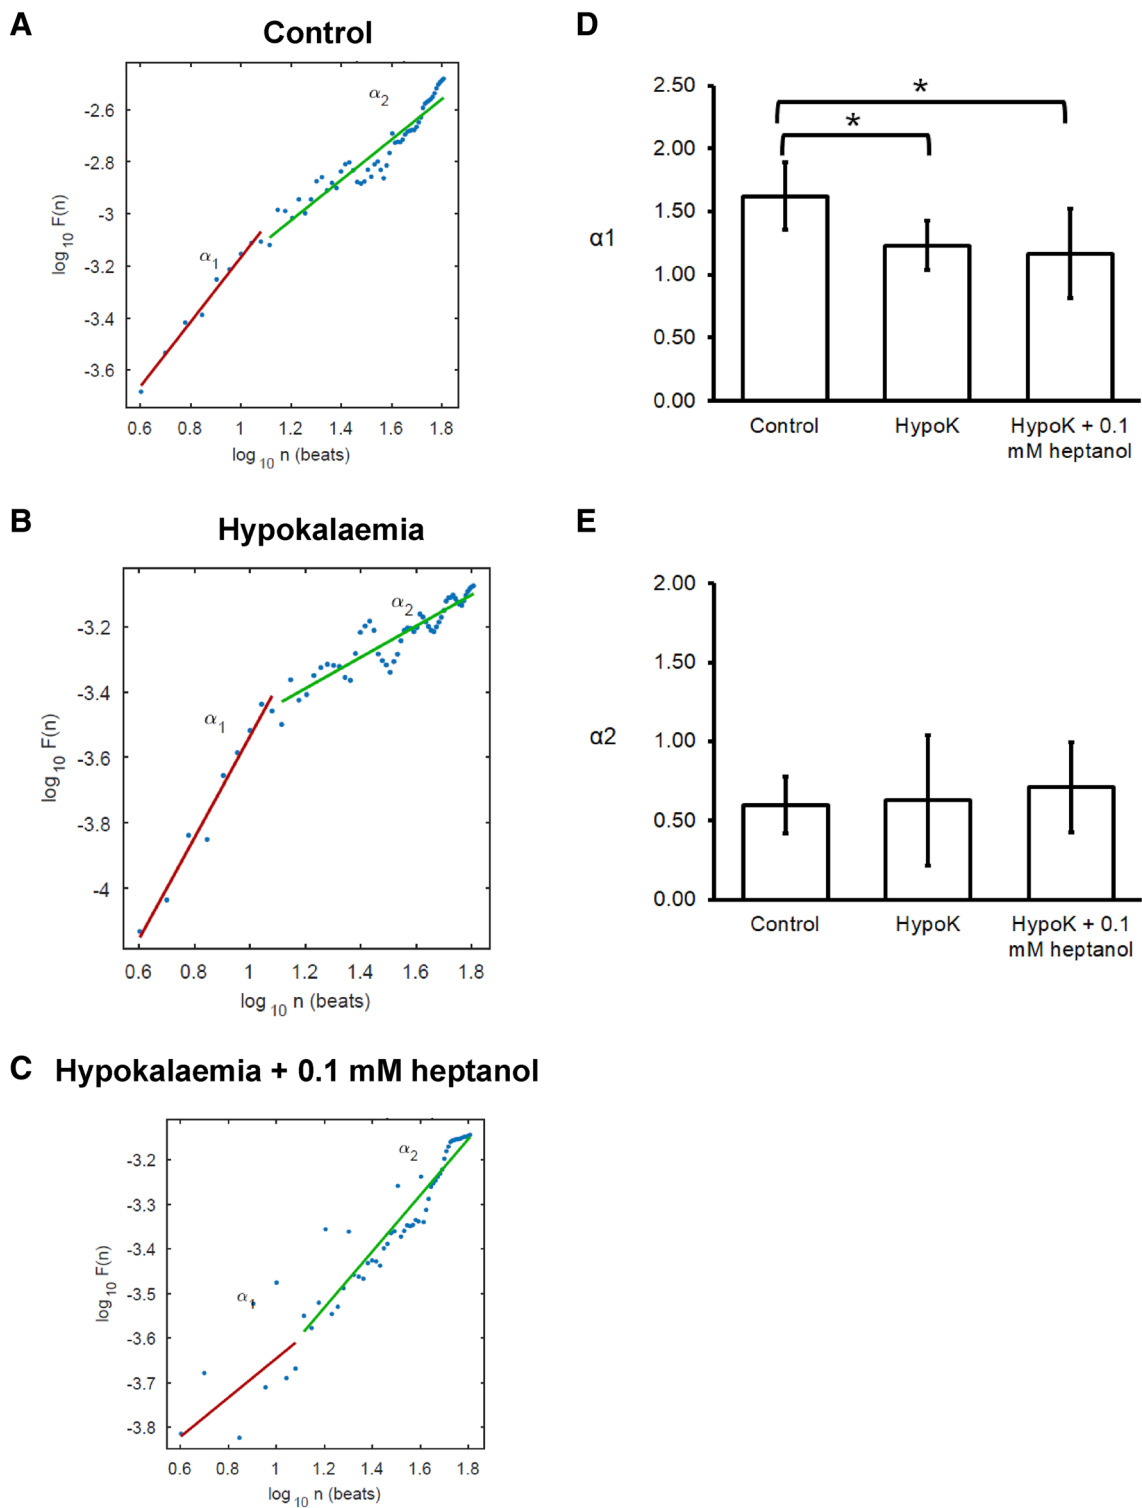 A
Control
-2.6
-2.8
-3
-3.2
-3.4
-3.6
log10 F(n)
α1
α2
0.6 0.8 1 1.2 1.4 1.6 1.8
log10 n (beats)
B
Hypokalaemia
-3.2
-3.4
-3.6
-3.8
-4
log10 F(n)
α1
α2
0.6 0.8 1 1.2 1.4 1.6 1.8
log10 n (beats)
C Hypokalaemia + 0.1 mM heptanol
-3.2
-3.3
-3.4
-3.5
-3.6
-3.7
-3.8
log10 F(n)
α1
α2
0.6 0.8 1 1.2 1.4 1.6 1.8
log10 n (beats)
D
2.50
2.00
1.50
1.00
0.50
0.00
α1
*
*
Control HypoK HypoK + 0.1
mM heptanol
E
2.00
1.50
1.00
0.50
0.00
α2
Control HypoK HypoK + 0.1
mM heptanol